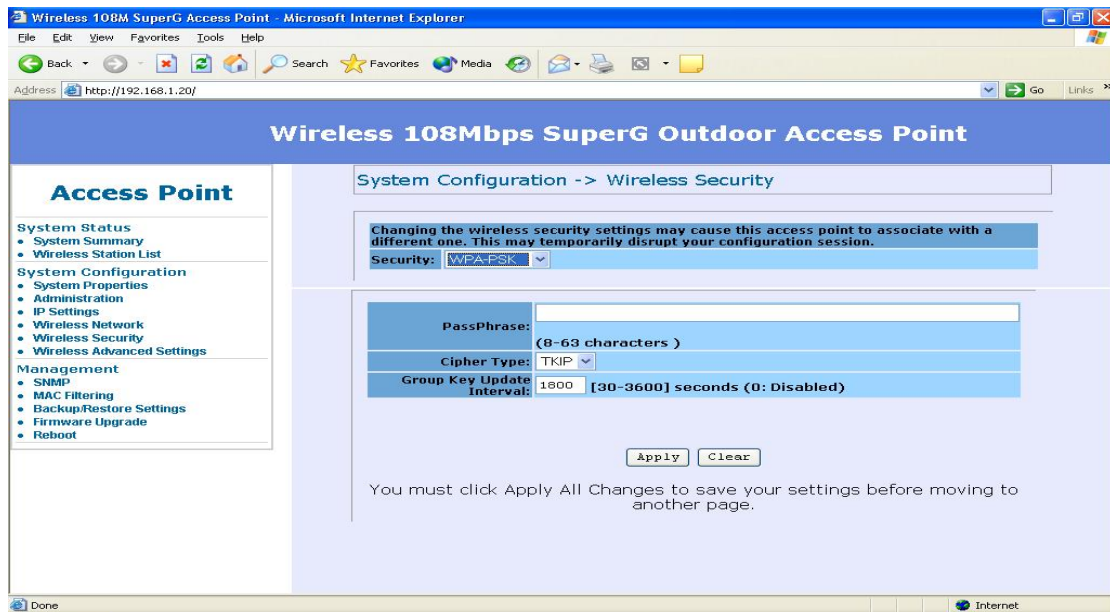 Wireless 108M SuperG Access Point - Microsoft Internet Explorer
File Edit View Favorites Tools Help
Back Search Favorites Media
Address http://192.168.1.20/ Go Links »
Wireless 108Mbps SuperG Outdoor Access Point
Access Point
System Status
System Summary
Wireless Station List
System Configuration
System Properties
Administration
IP Settings
Wireless Network
Wireless Security
Wireless Advanced Settings
Management
SNMP
MAC Filtering
Backup/Restore Settings
Firmware Upgrade
Reboot
System Configuration -> Wireless Security
Changing the wireless security settings may cause this access point to associate with a
different one. This may temporarily disrupt your configuration session.
Security: WPA-PSK
PassPhrase:
(8-63 characters )
Cipher Type: TKIP
Group Key Update
Interval: 1800 [30-3600] seconds (0: Disabled)
Apply Clear
You must click Apply All Changes to save your settings before moving to
another page.
Done Internet